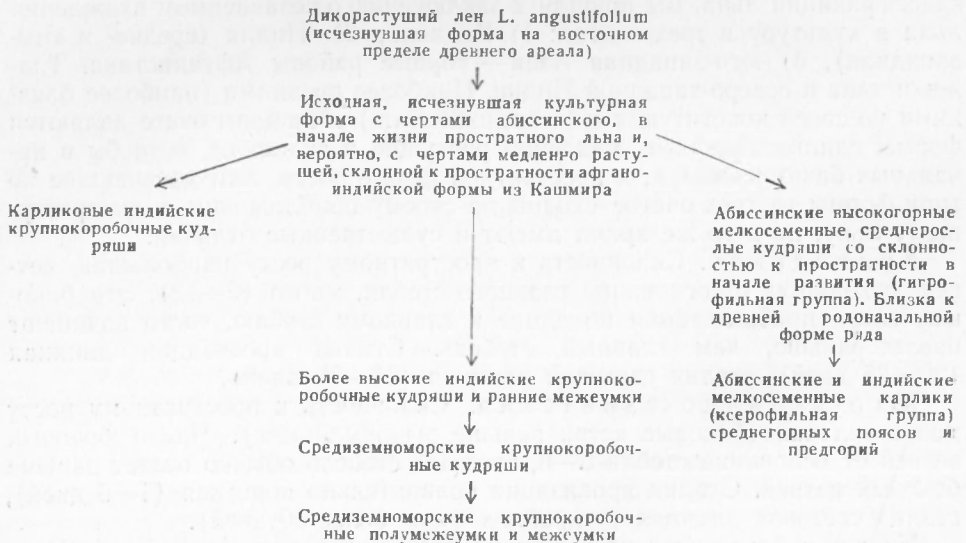 Дикорастущий лен L. angustifolium
(исчезнувшая форма на восточном
пределе древнего ареала)
Исходная, исчезнувшая культурная
форма с чертами абиссинского, в
начале жизни простратного льна и,
вероятно, с чертами медленно расту-
щей, склонной к простратности афгано-
индийской формы из Кашмира
Карликовые индийские
крупнокоробочные куд-
ряши
Абиссинские высокогорные
мелкосеменные, среднерос-
лые кудряши со склонно-
стью к простратности в
начале развития (гигро-
фильная группа). Близка к
древней родоначальной
форме рида
Более высокие индийские крупноко-
робочные кудряши и ранние межеумки
Абиссинские и индийские
мелкосеменные карлики
(ксерофильная группа)
среднегорных поясов и
предгорий
Средиземноморские крупнокоробоч-
ные кудряши
Средиземноморские крупнокоробоч-
ные полумежеумки и межеумки